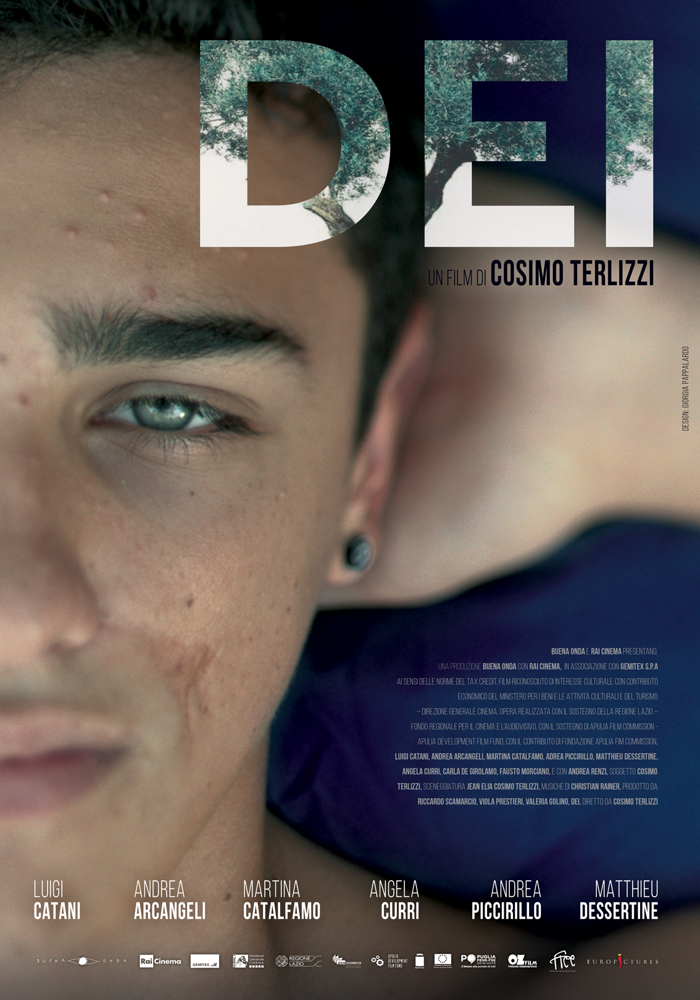 DEI
UN FILM DI COSIMO TERLIZZI
DESIGN: GIORGIA PAPPALARDO
BUENA ONDA E RAI CINEMA PRESENTANO,
UNA PRODUZIONE BUENA ONDA CON RAI CINEMA, IN ASSOCIAZIONE CON GEMITEX S.P.A
AI SENSI DELLE NORME DEL TAX CREDIT, FILM RICONOSCIUTO DI INTERESSE CULTURALE CON CONTRIBUTO
ECONOMICO DEL MINISTERO PER I BENI E LE ATTIVITÀ CULTURALI E DEL TURISMO
– DIREZIONE GENERALE CINEMA, OPERA REALIZZATA CON IL SOSTEGNO DELLA REGIONE LAZIO –
FONDO REGIONALE PER IL CINEMA E L'AUDIOVISIVO, CON IL SOSTEGNO DI APULIA FILM COMMISSION -
APULIA DEVELOPMENT FILM FUND, CON IL CONTRIBUTO DI FONDAZIONE APULIA FIM COMMISSION,
LUIGI CATANI, ANDREA ARCANGELI, MARTINA CATALFAMO, ADREA PICCIRILLO, MATTHIEU DESSERTINE,
ANGELA CURRI, CARLA DE GIROLAMO, FAUSTO MORCIANO, E CON ANDREA RENZI, SOGGETTO COSIMO
TERLIZZI, SCENEGGIATURA JEAN ELIA COSIMO TERLIZZI, MUSICHE DI CHRISTIAN RAINER, PRODOTTO DA
RICCARDO SCAMARCIO, VIOLA PRESTIERI, VALERIA GOLINO, DEI, DIRETTO DA COSIMO TERLIZZI
LUIGI
CATANI
ANDREA
ARCANGELI
MARTINA
CATALFAMO
ANGELA
CURRI
ANDREA
PICCIRILLO
MATTHIEU
DESSERTINE
BUENA ONDA
Rai Cinema
GEMITEX
Direzione
Generale
CINEMA
REGIONE
LAZIO
APULIA FILM COMMISSION
APULIA
DEVELOPMENT
FILM FUND
UNIONE EUROPEA
PO PUGLIA
FESR-FSE
2014/2020
Il futuro alla portata di tutti
OZ FILM
Produzioni Cinematografiche
fice
EUROPICTURES